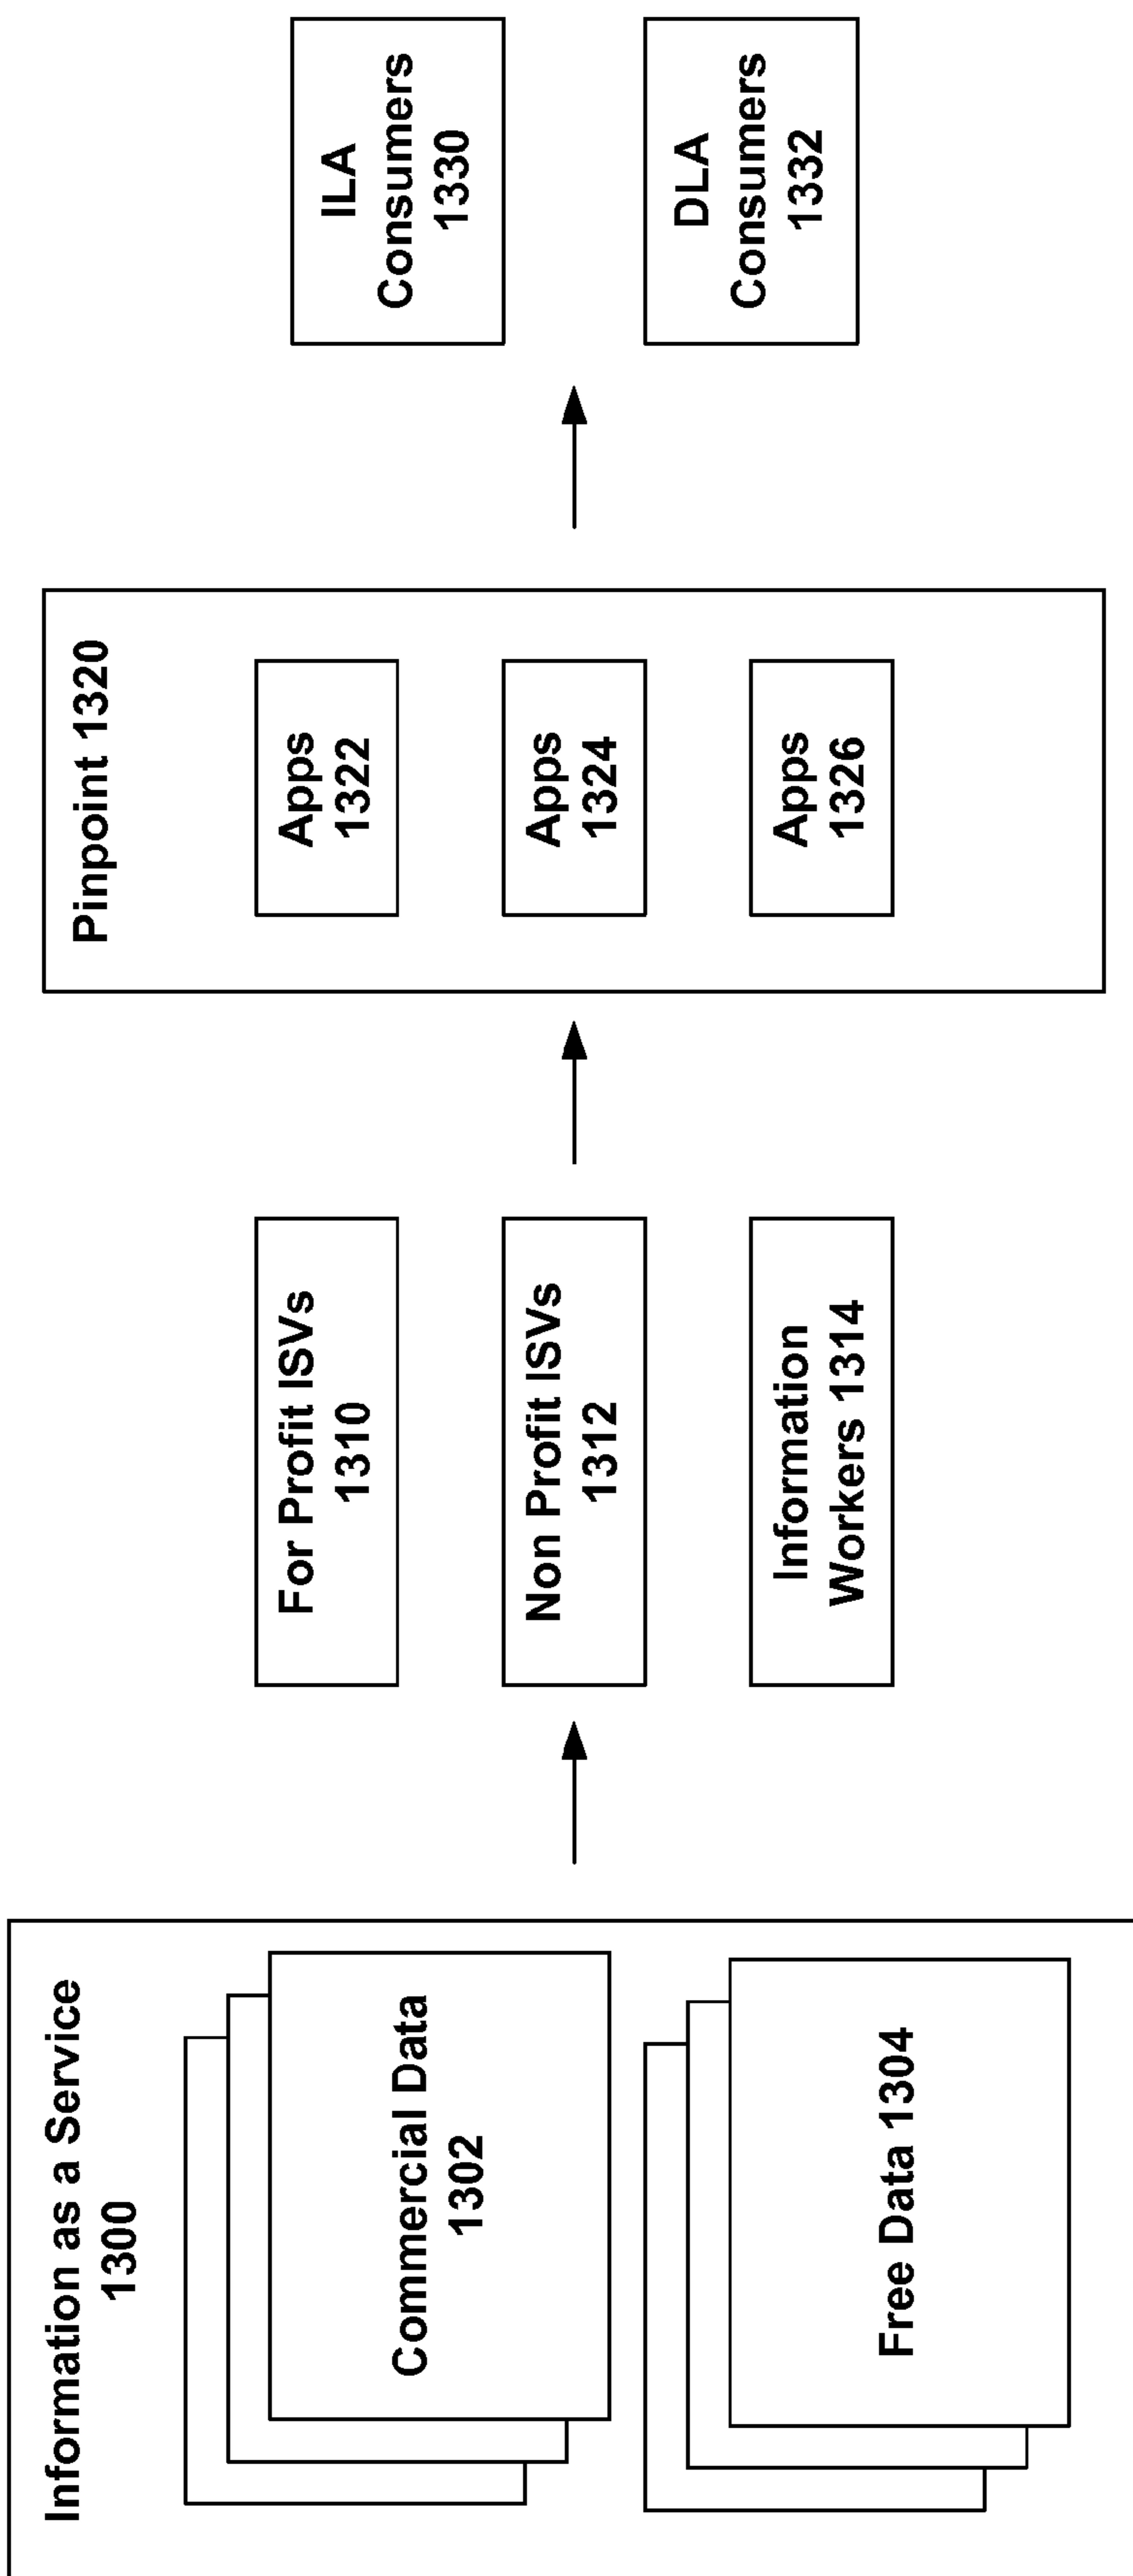 Information as a Service
1300
Commercial Data
1302
Free Data 1304
For Profit ISVs
1310
Non Profit ISVs
1312
Information
Workers 1314
Pinpoint 1320
Apps
1322
Apps
1324
Apps
1326
ILA
Consumers
1330
DLA
Consumers
1332